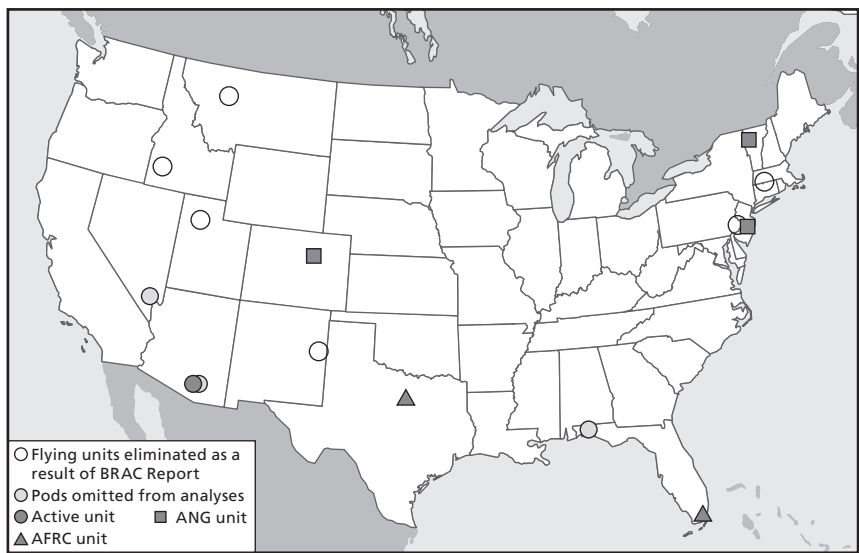 Flying units eliminated as a
result of BRAC Report
Pods omitted from analyses
Active unit ANG unit
AFRC unit